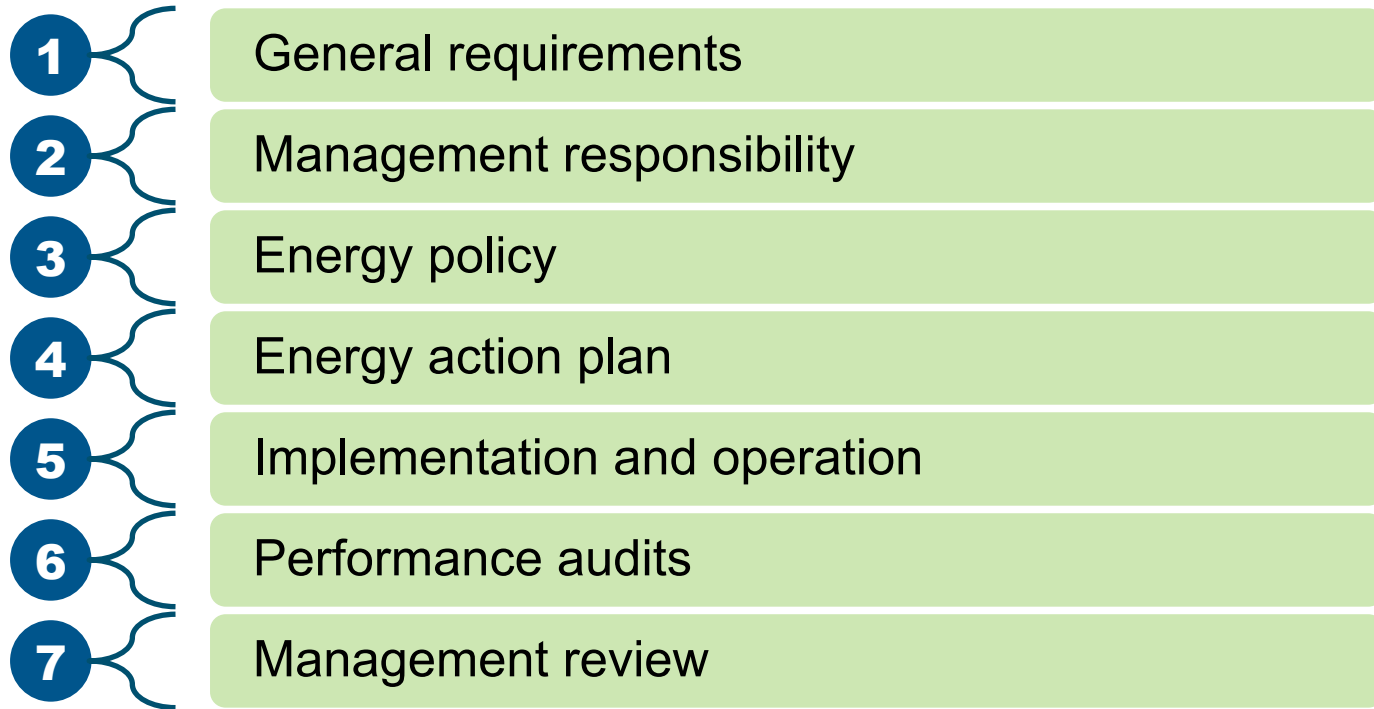 1 General requirements
2 Management responsibility
3 Energy policy
4 Energy action plan
5 Implementation and operation
6 Performance audits
7 Management review